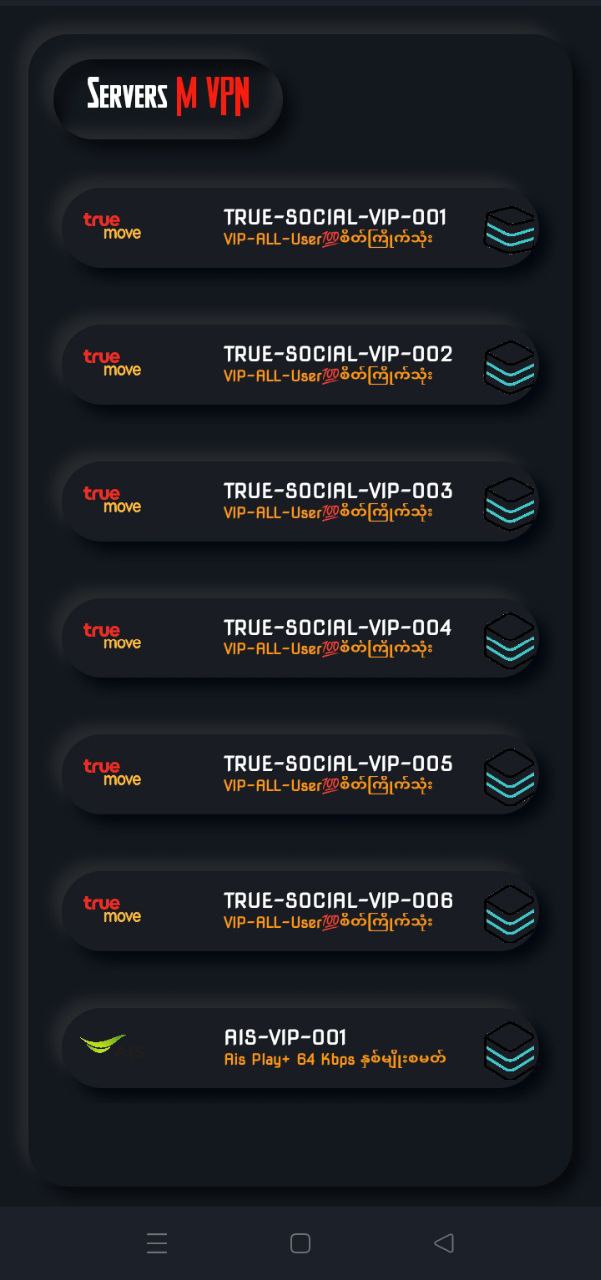 Servers M VPN
true
move
TRUE-SOCIAL-VIP-001
VIP-ALL-User💯စိတ်ကြိုက်သုံး
true
move
TRUE-SOCIAL-VIP-002
VIP-ALL-User💯စိတ်ကြိုက်သုံး
true
move
TRUE-SOCIAL-VIP-003
VIP-ALL-User💯စိတ်ကြိုက်သုံး
true
move
TRUE-SOCIAL-VIP-004
VIP-ALL-User💯စိတ်ကြိုက်သုံး
true
move
TRUE-SOCIAL-VIP-005
VIP-ALL-User💯စိတ်ကြိုက်သုံး
true
move
TRUE-SOCIAL-VIP-006
VIP-ALL-User💯စိတ်ကြိုက်သုံး
AIS
AIS-VIP-001
Ais Play+ 64 Kbps နှစ်မျိုးစမတ်